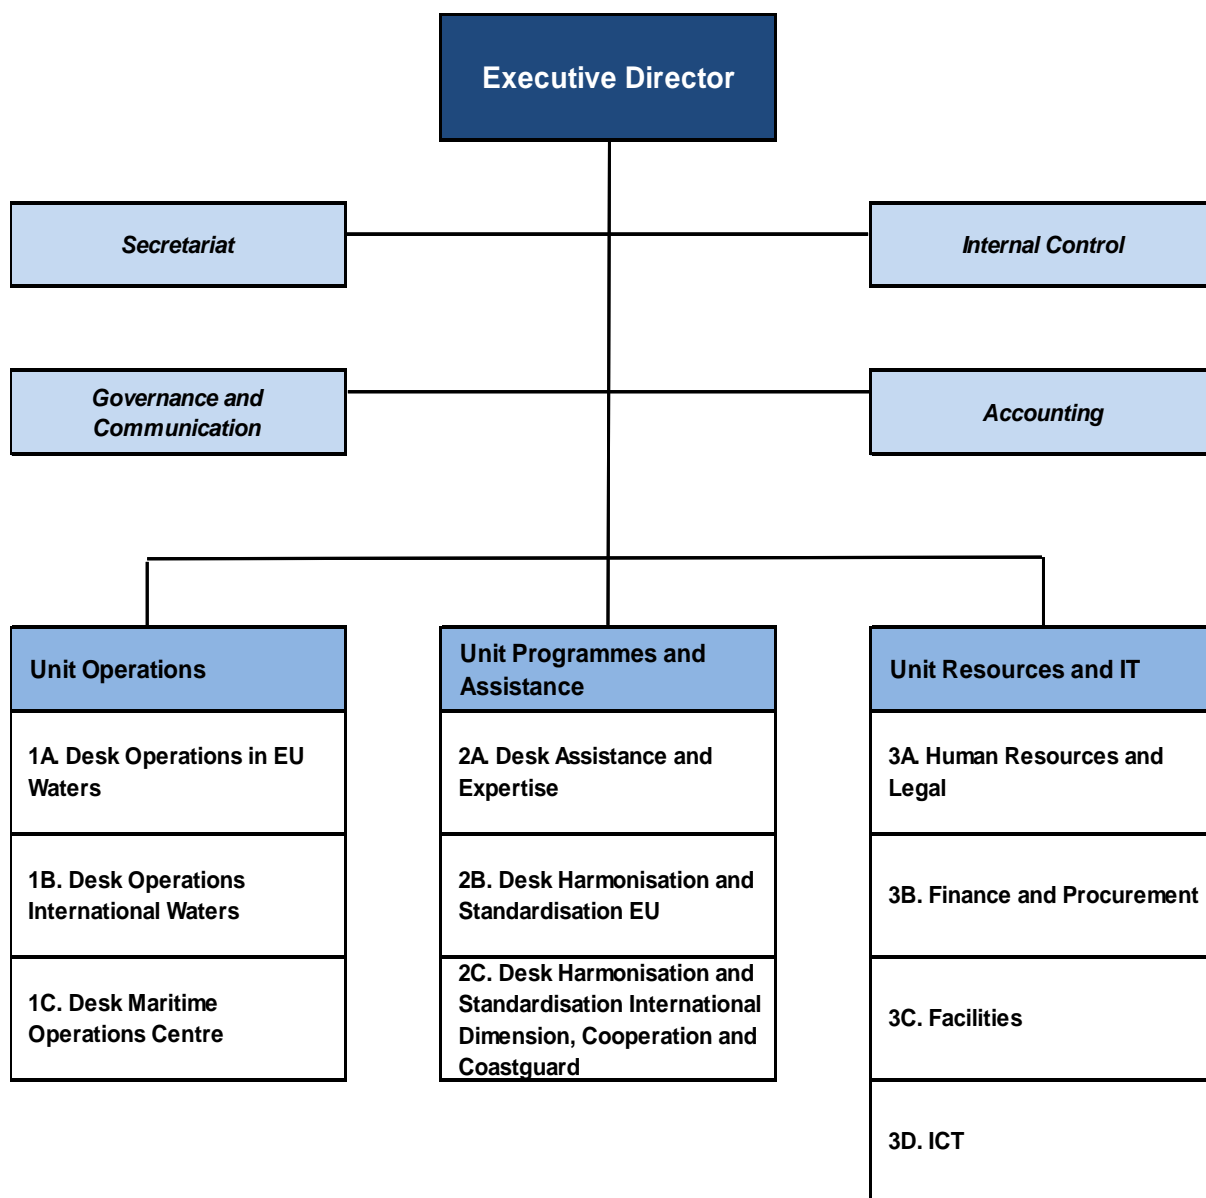 Executive Director
Secretariat
Internal Control
Governance and
Communication
Accounting
Unit Operations
1A. Desk Operations in EU
Waters
1B. Desk Operations
International Waters
1C. Desk Maritime
Operations Centre
Unit Programmes and
Assistance
2A. Desk Assistance and
Expertise
2B. Desk Harmonisation and
Standardisation EU
2C. Desk Harmonisation and
Standardisation International
Dimension, Cooperation and
Coastguard
Unit Resources and IT
3A. Human Resources and
Legal
3B. Finance and Procurement
3C. Facilities
3D. ICT